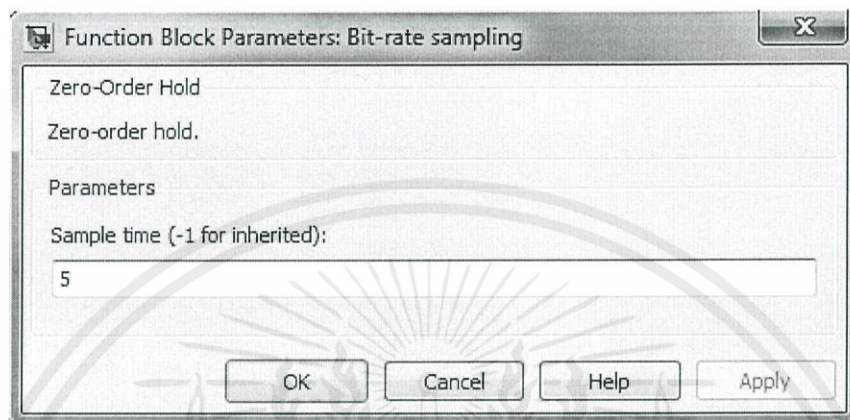 Function Block Parameters: Bit-rate sampling
Zero-Order Hold
Zero-order hold.
Parameters
Sample time (-1 for inherited):
5
OK
Cancel
Help
Apply